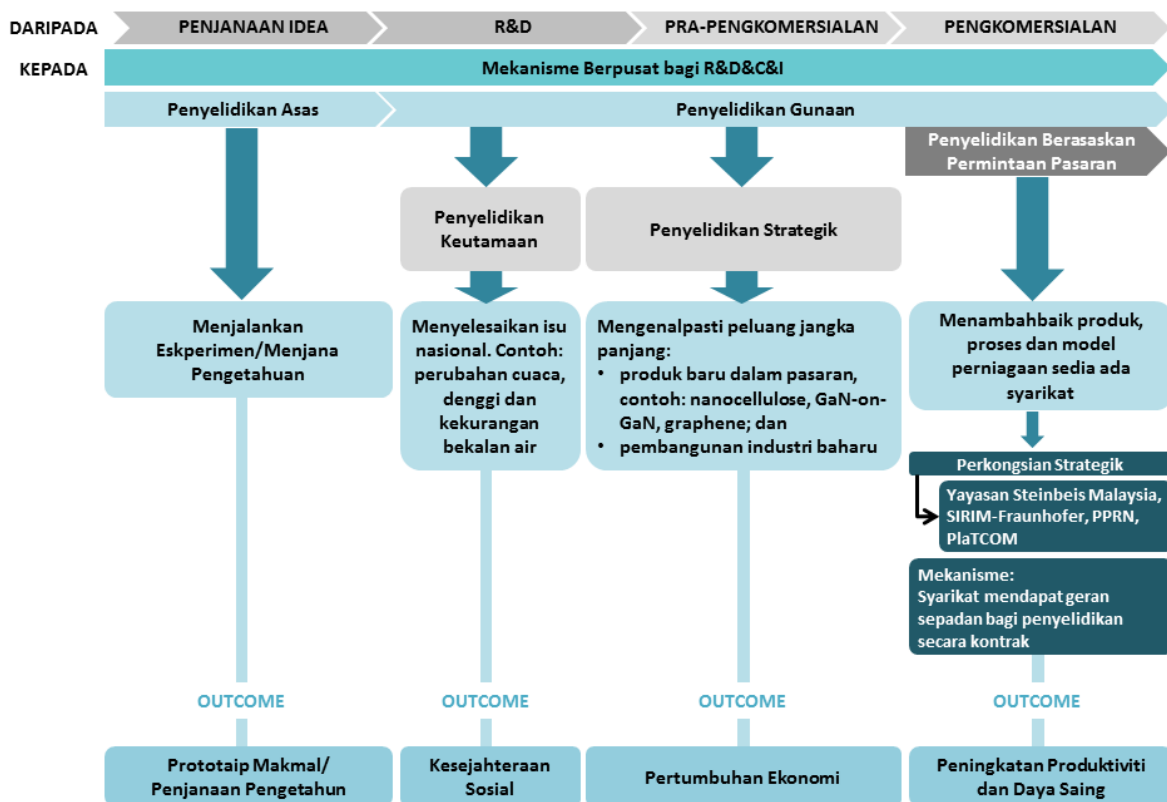 DARIPADA
PENJANAAN IDEA
R&D
PRA-PENGKOMERSIALAN
PENGKOMERSIALAN
KEPADA
Mekanisme Berpusat bagi R&D&C&I
Penyelidikan Asas
Penyelidikan Gunaan
Penyelidikan Berasaskan
Permintaan Pasaran
Penyelidikan
Keutamaan
Penyelidikan Strategik
Menjalankan
Eskperimen/Menjana
Pengetahuan
Menyelesaikan isu
nasional. Contoh:
perubahan cuaca,
denggi dan
kekurangan
bekalan air
Mengenalpasti peluang jangka
panjang:
• produk baru dalam pasaran,
contoh: nanocellulose, GaN-on-
GaN, graphene; dan
• pembangunan industri baharu
Menambahbaik produk,
proses dan model
perniagaan sedia ada
syarikat
Perkongsian Strategik
Yayasan Steinbeis Malaysia,
SIRIM-Fraunhofer, PPRN,
PlaTCOM
Mekanisme:
Syarikat mendapat geran
sepadan bagi penyelidikan
secara kontrak
OUTCOME
OUTCOME
OUTCOME
OUTCOME
Prototaip Makmal/
Penjanaan Pengetahun
Kesejahteraan
Sosial
Pertumbuhan Ekonomi
Peningkatan Produktiviti
dan Daya Saing